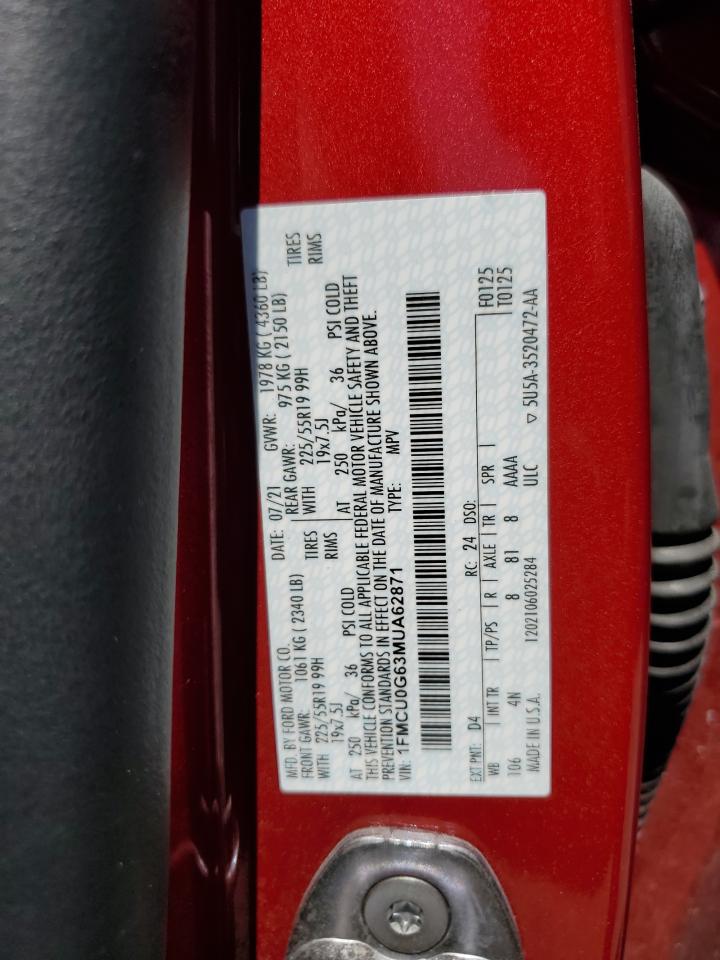 MFD. BY FORD MOTOR CO.
DATE: 07/21 GVWR: 1978 KG ( 4360 LB)
FRONT GAWR: 1061 KG ( 2340 LB)
REAR GAWR: 975 KG ( 2150 LB)
WITH 225/55R19 99H TIRES
WITH 225/55R19 99H TIRES
19x7.5J RIMS
19x7.5J RIMS
AT 250 kPa/ 36 PSI COLD
AT 250 kPa/ 36 PSI COLD
THIS VEHICLE CONFORMS TO ALL APPLICABLE FEDERAL MOTOR VEHICLE SAFETY AND THEFT
PREVENTION STANDARDS IN EFFECT ON THE DATE OF MANUFACTURE SHOWN ABOVE.
VIN: 1FMCU0G63MUA62871 TYPE: MPV
EXT PNT: D4 RC: 24 DSO: F0125
WB INT TR TP/PS R AXLE TR SPR T0125
106 4N 8 81 8 AAAA
MADE IN U.S.A. 1202106025284 ULC ▽ 5U5A-3520472-AA